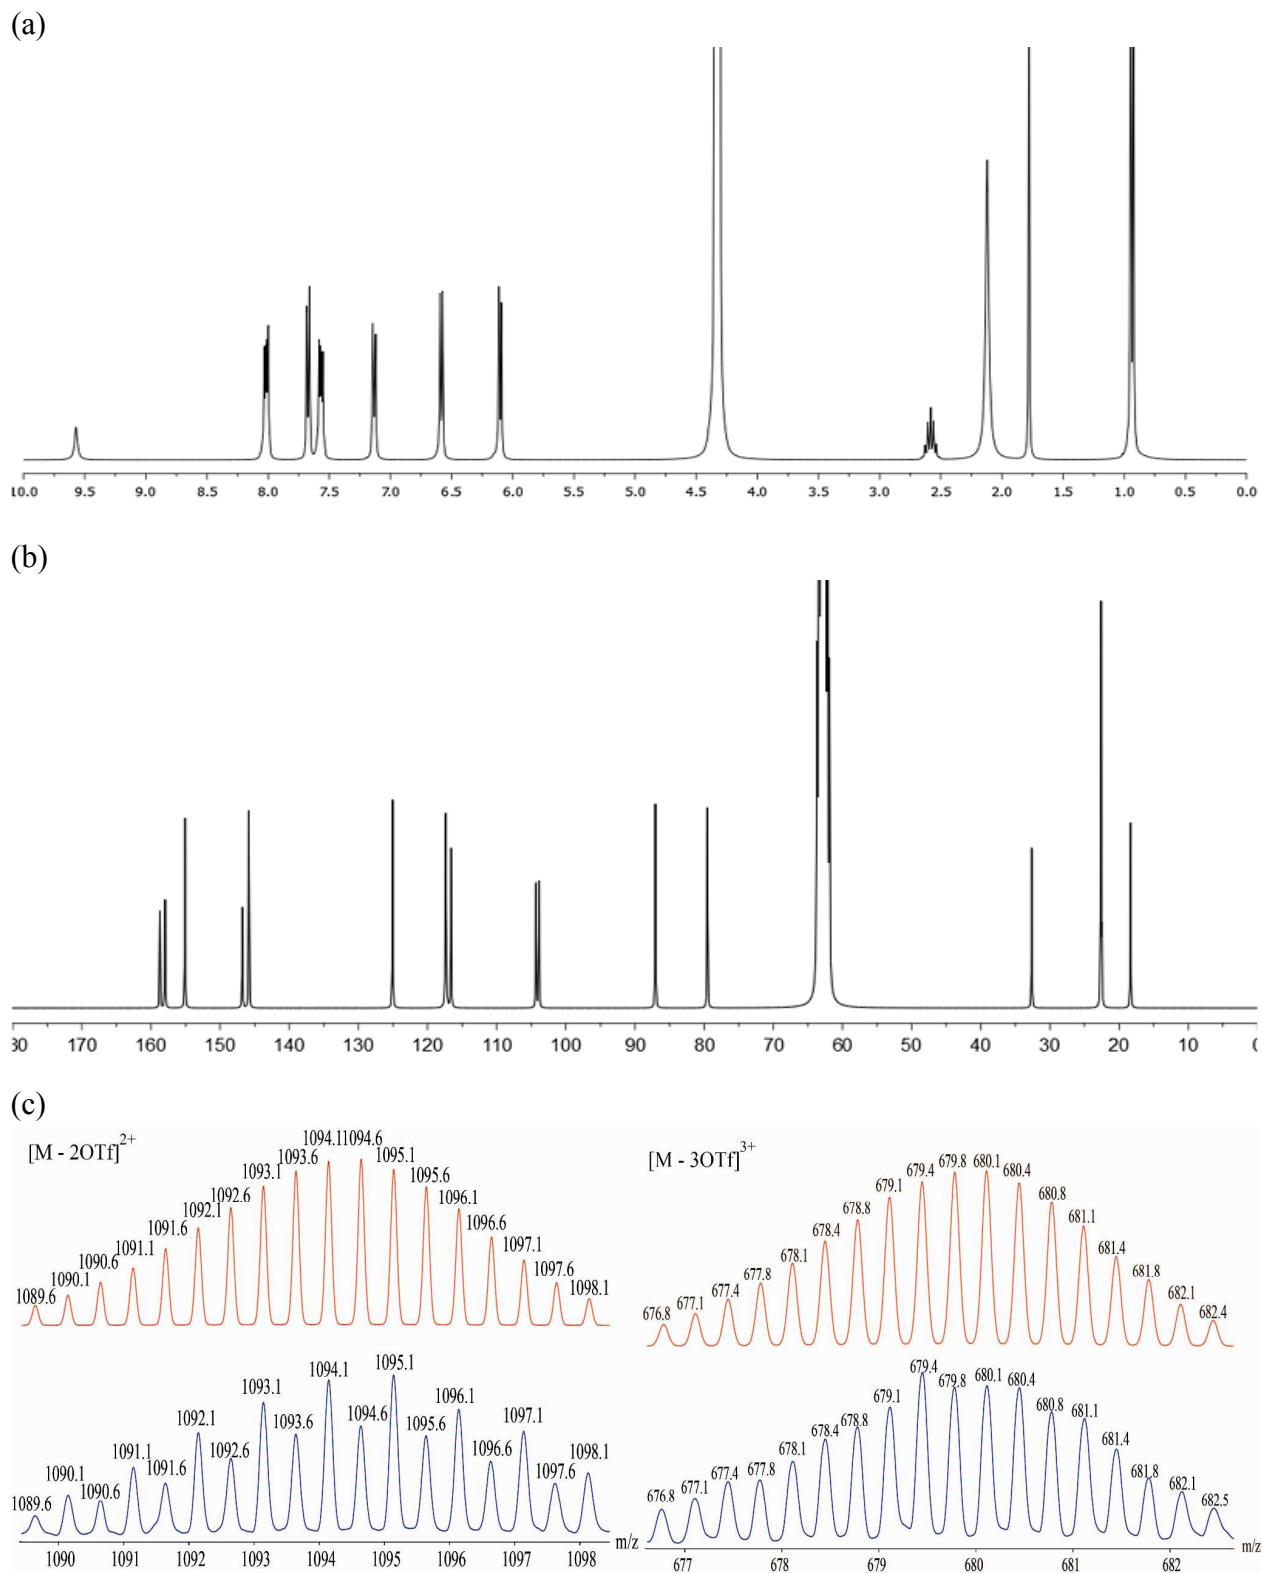 (a)
10.0 9.5 9.0 8.5 8.0 7.5 7.0 6.5 6.0 5.5 5.0 4.5 4.0 3.5 3.0 2.5 2.0 1.5 1.0 0.5 0.0
(b)
30 170 160 150 140 130 120 110 100 90 80 70 60 50 40 30 20 10
(c)
[M - 2OTf]2+
1089.6 1090.1 1090.6 1091.1 1091.6 1092.1 1092.6 1093.1 1093.6 1094.1 1094.6 1095.1 1095.6 1096.1 1096.6 1097.1 1097.6 1098.1
1089.6 1090.1 1090.6 1091.1 1091.6 1092.1 1092.6 1093.1 1093.6 1094.1 1094.6 1095.1 1095.6 1096.1 1096.6 1097.1 1097.6 1098.1
1090 1091 1092 1093 1094 1095 1096 1097 1098 m/z
[M - 3OTf]3+
676.8 677.1 677.4 677.8 678.1 678.4 678.8 679.1 679.4 679.8 680.1 680.4 680.8 681.1 681.4 681.8 682.1 682.4
676.8 677.1 677.4 677.8 678.1 678.4 678.8 679.1 679.4 679.8 680.1 680.4 680.8 681.1 681.4 681.8 682.1 682.5
677 678 679 680 681 682 m/z